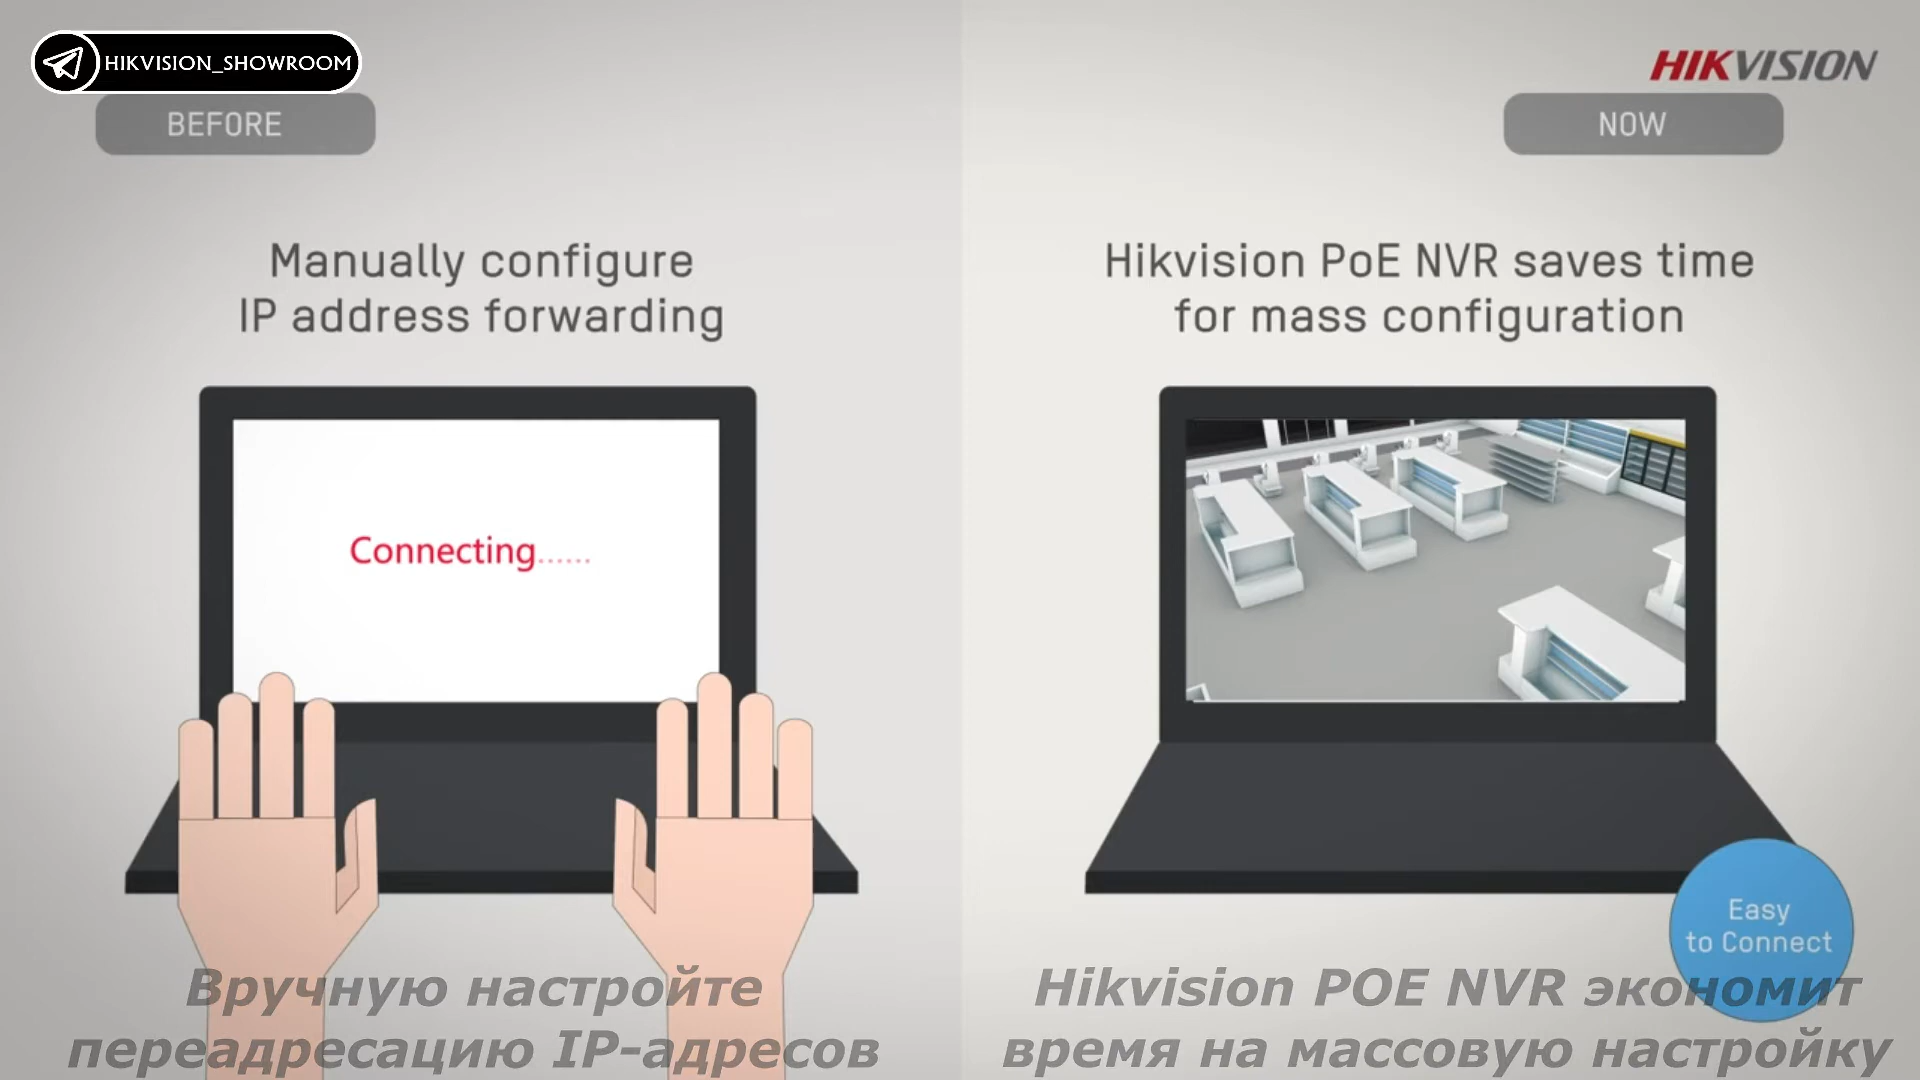 HIKVISION_SHOWROOM
HIKVISION
BEFORE
NOW
Manually configure
IP address forwarding
Hikvision PoE NVR saves time
for mass configuration
Connecting......
Easy
to Connect
Вручную настройте
переадресацию IP-адресов
Hikvision POE NVR экономит
время на массовую настройку